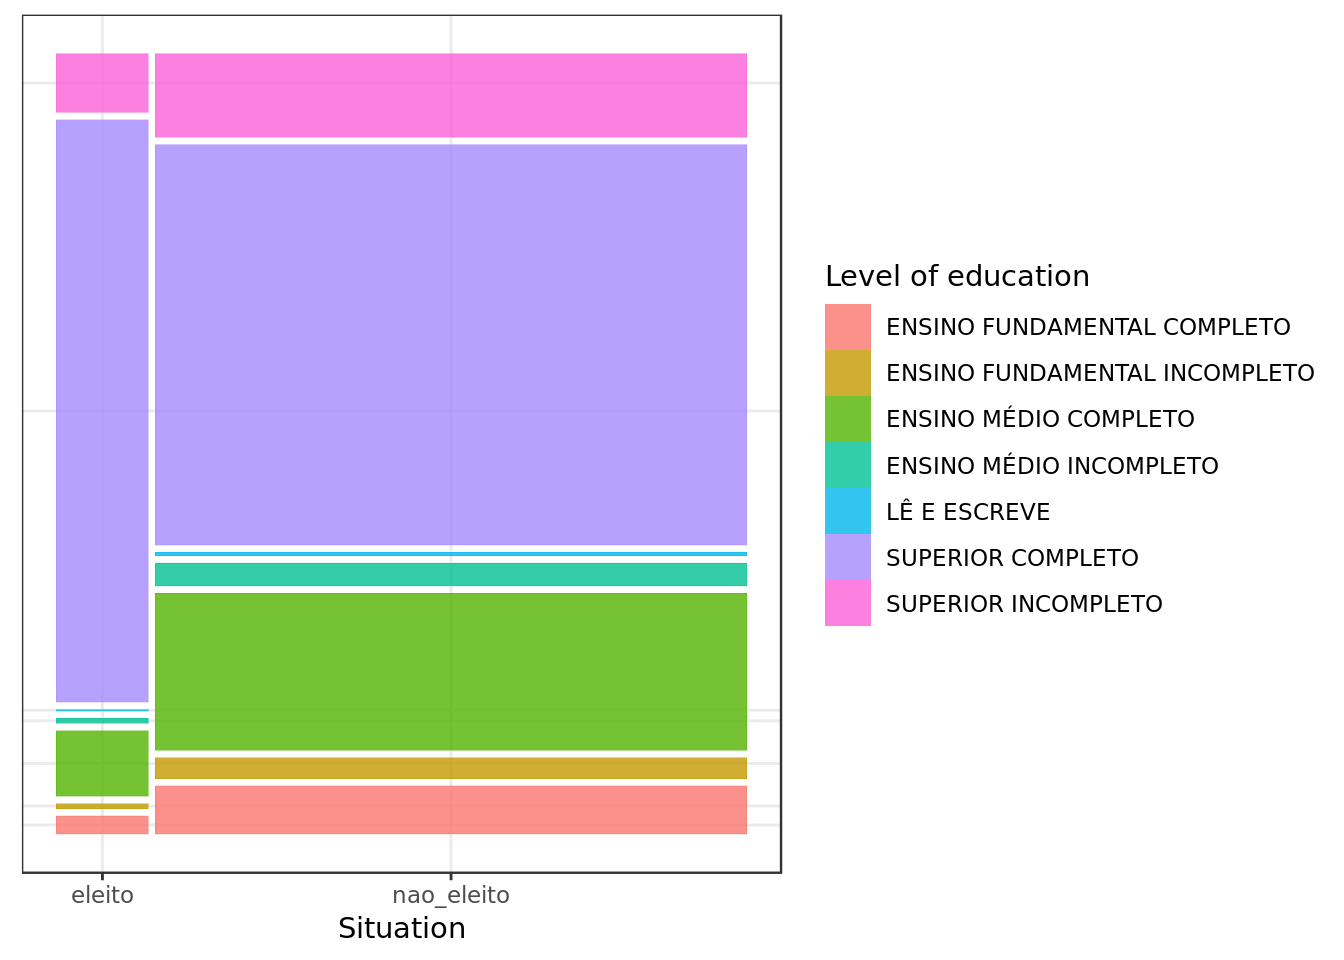 eleito
nao_eleito
Situation
Level of education
ENSINO FUNDAMENTAL COMPLETO
ENSINO FUNDAMENTAL INCOMPLETO
ENSINO MÉDIO COMPLETO
ENSINO MÉDIO INCOMPLETO
LÊ E ESCREVE
SUPERIOR COMPLETO
SUPERIOR INCOMPLETO